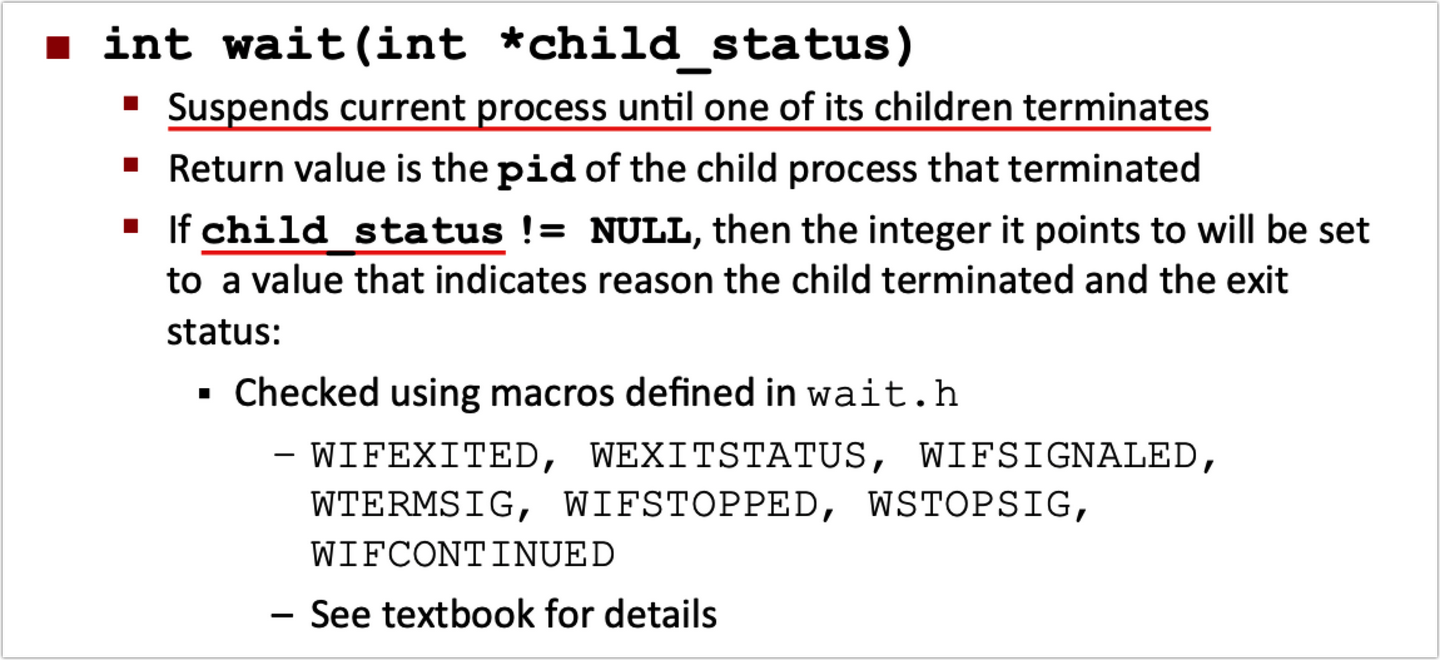 ■ int wait(int *child_status)
▪ Suspends current process until one of its children terminates
▪ Return value is the pid of the child process that terminated
▪ If child_status != NULL, then the integer it points to will be set
to a value that indicates reason the child terminated and the exit
status:
▪ Checked using macros defined in wait.h
– WIFEXITED, WEXITSTATUS, WIFSIGNALED,
WTERMSIG, WIFSTOPPED, WSTOPSIG,
WIFCONTINUED
– See textbook for details